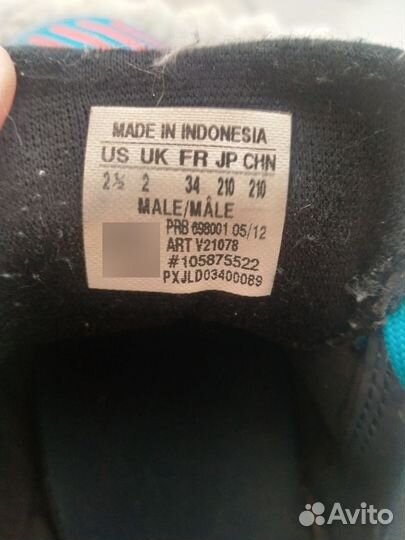 MADE IN INDONESIA
US UK FR JP CHN
2½ 2 34 210 210
MALE/MÂLE
PRB 698001 05/12
ART V21078
#105875522
PXJLD03400089
Avito